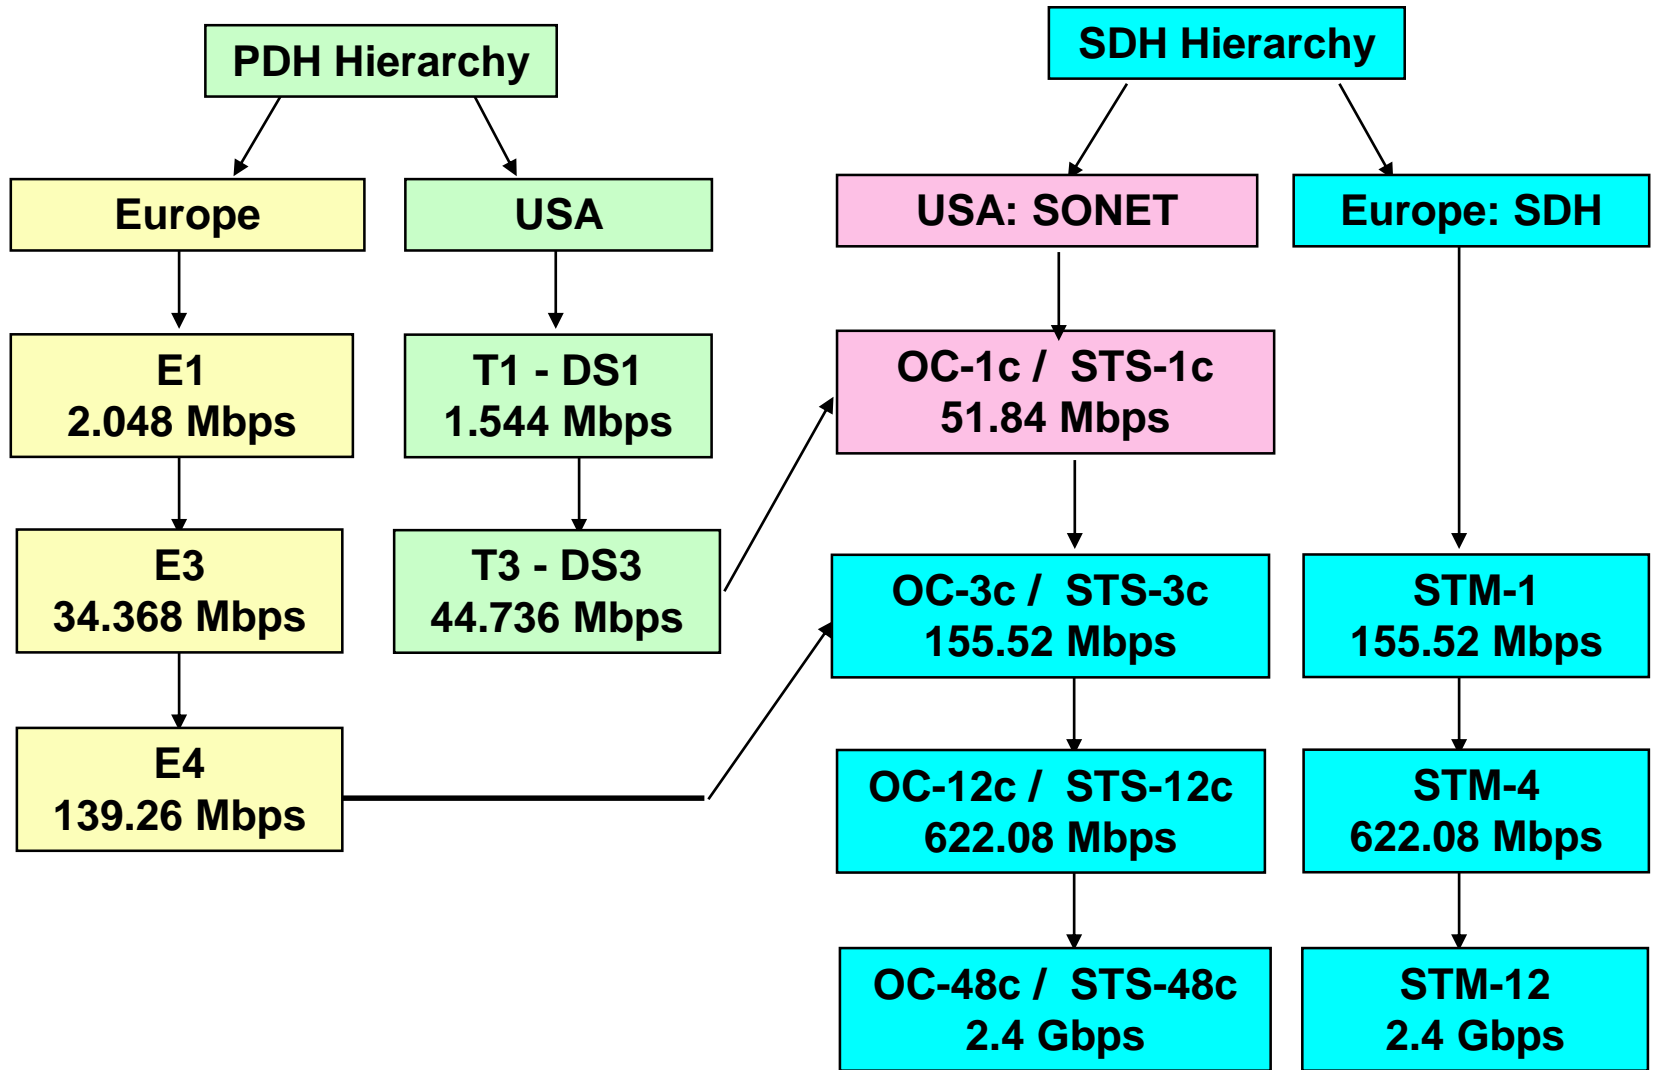 PDH Hierarchy
SDH Hierarchy
Europe
USA
USA: SONET
Europe: SDH
E1
2.048 Mbps
T1 - DS1
1.544 Mbps
OC-1c / STS-1c
51.84 Mbps
E3
34.368 Mbps
T3 - DS3
44.736 Mbps
OC-3c / STS-3c
155.52 Mbps
STM-1
155.52 Mbps
E4
139.26 Mbps
OC-12c / STS-12c
622.08 Mbps
STM-4
622.08 Mbps
OC-48c / STS-48c
2.4 Gbps
STM-12
2.4 Gbps